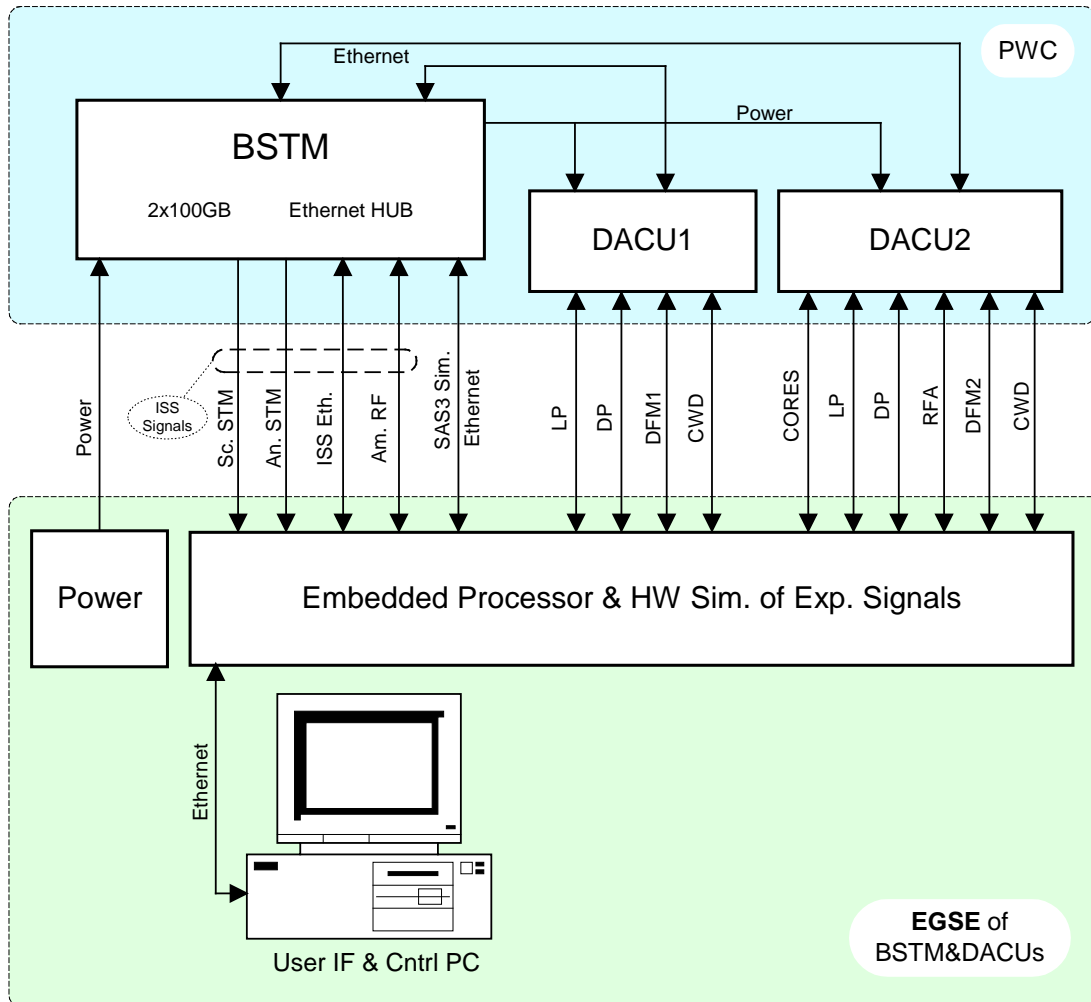 Ethernet
PWC
Power
BSTM
2x100GB
Ethernet HUB
DACU1
DACU2
ISS
Signals
Power
Sc. STM
An. STM
ISS Eth.
Am. RF
SAS3 Sim.
Ethernet
LP
DP
DFM1
CWD
CORES
LP
DP
RFA
DFM2
CWD
Power
Embedded Processor & HW Sim. of Exp. Signals
Ethernet
User IF & Cntrl PC
EGSE of
BSTM&DACUs